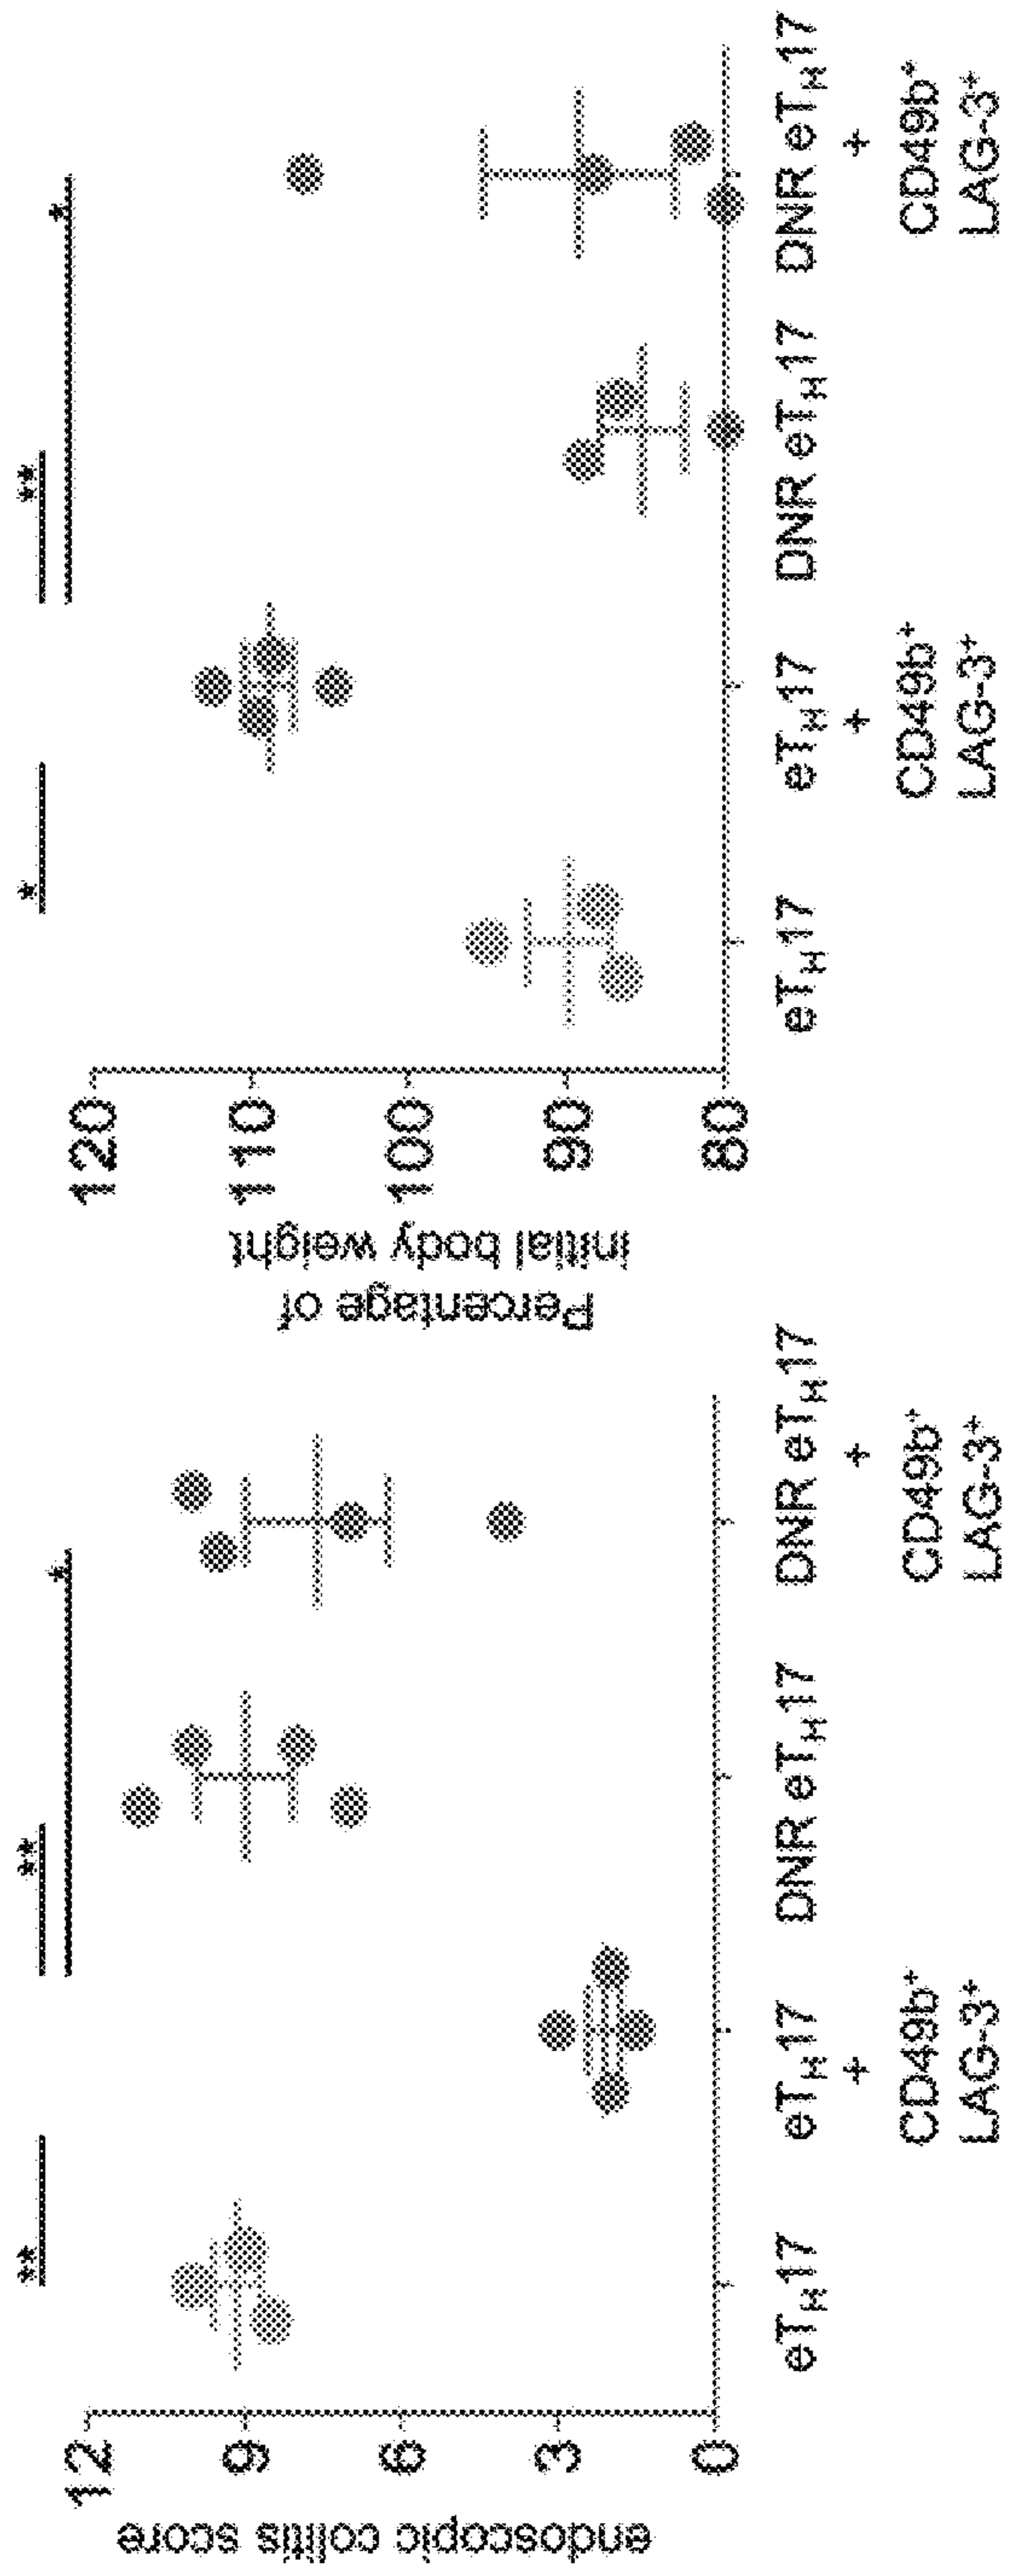 endoscopic colitis score
12
9
6
3
0
**
**
*
eTH17
eTH17
+
CD49b+
LAG-3+
DNR eTH17
DNR eTH17
+
CD49b+
LAG-3+
Percentage of
initial body weight
120
110
100
90
80
*
**
*
eTH17
eTH17
+
CD49b+
LAG-3+
DNR eTH17
DNR eTH17
+
CD49b+
LAG-3+